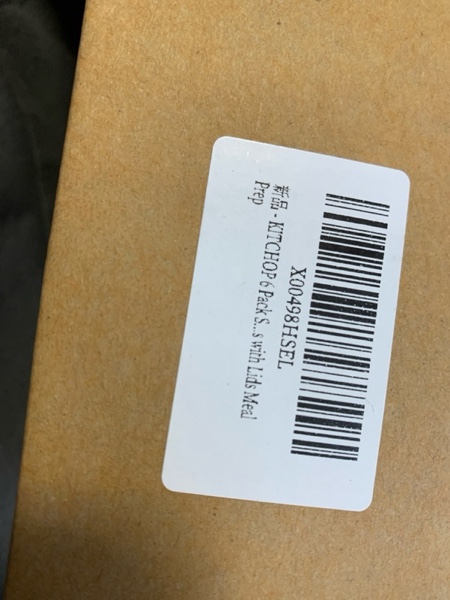 X00498HSEL
新品 - KITCHOP 6 Pack S...s with Lids Meal
Prep